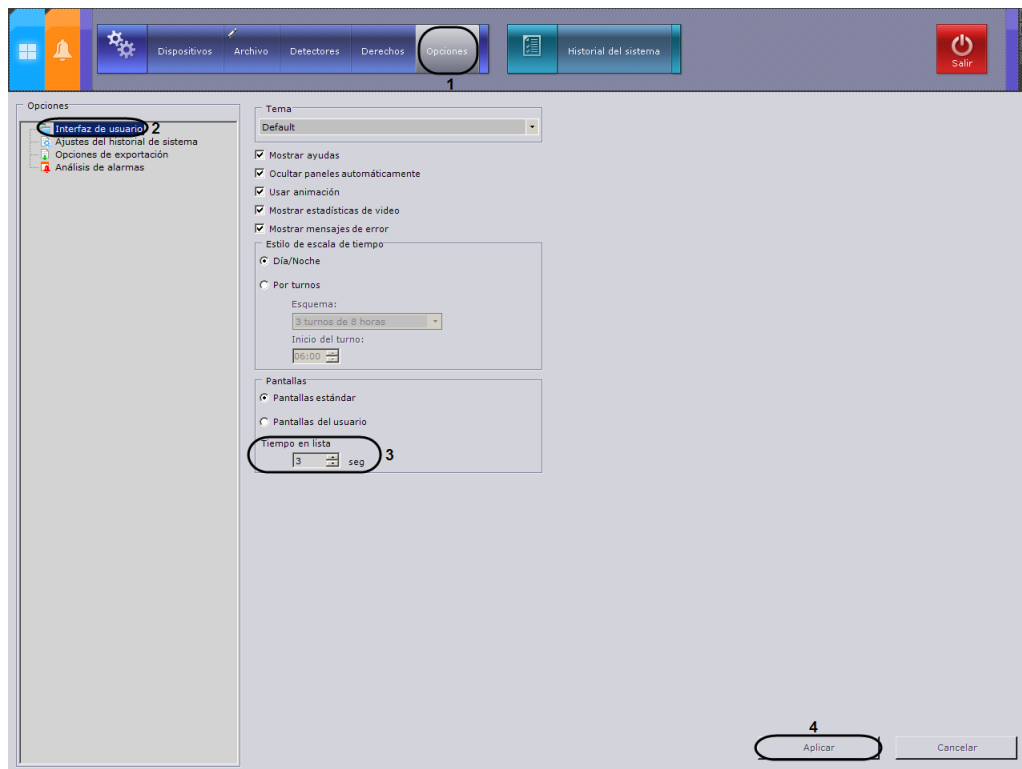 Dispositivos
Archivo
Detectores
Derechos
Opciones
Historial del sistema
Salir
1
Opciones
Interfaz de usuario
2
Ajustes del historial de sistema
Opciones de exportación
Análisis de alarmas
Tema
Default
Mostrar ayudas
Ocultar paneles automáticamente
Usar animación
Mostrar estadísticas de video
Mostrar mensajes de error
Estilo de escala de tiempo
Día/Noche
Por turnos
Esquema:
3 turnos de 8 horas
Inicio del turno:
06:00
Pantallas
Pantallas estándar
Pantallas del usuario
Tiempo en lista
3 seg
3
4
Aplicar
Cancelar